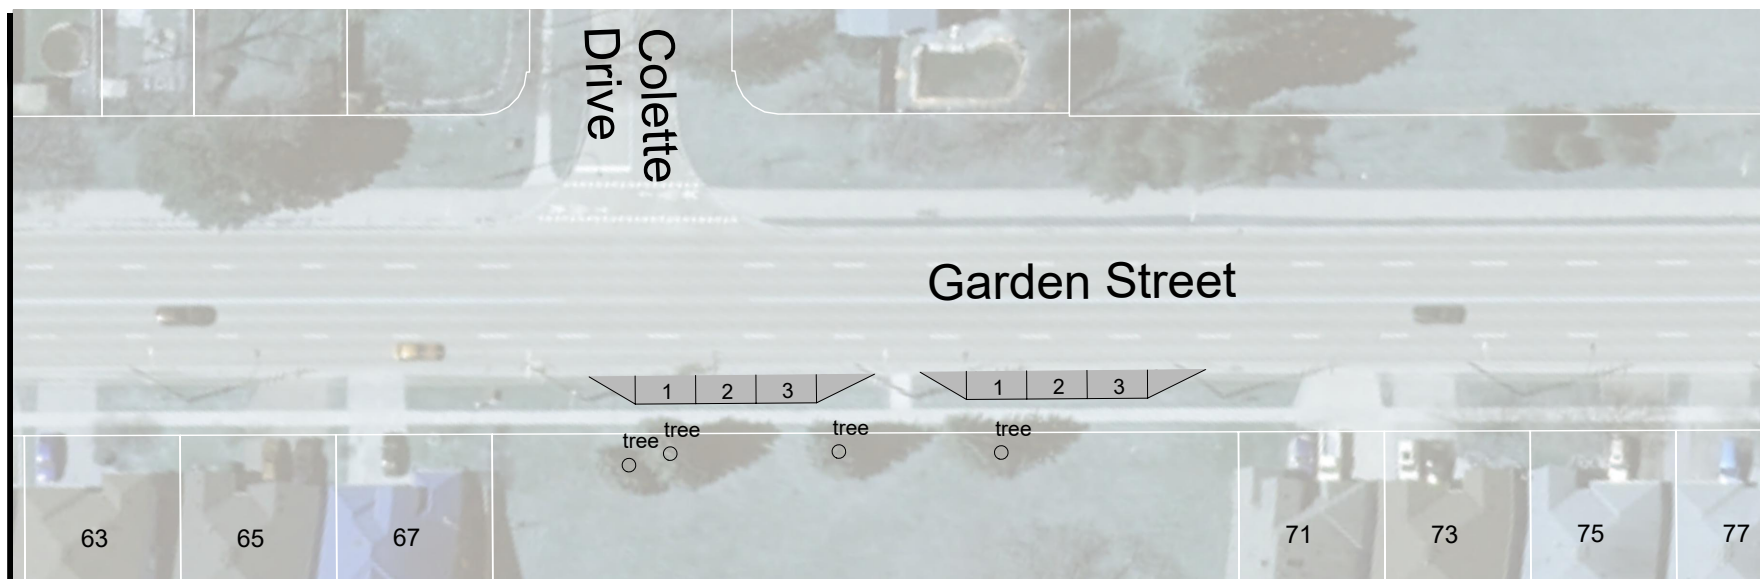 Colette
Drive
Garden Street
1 2 3
1 2 3
tree
tree
tree
tree
63
65
67
71
73
75
77